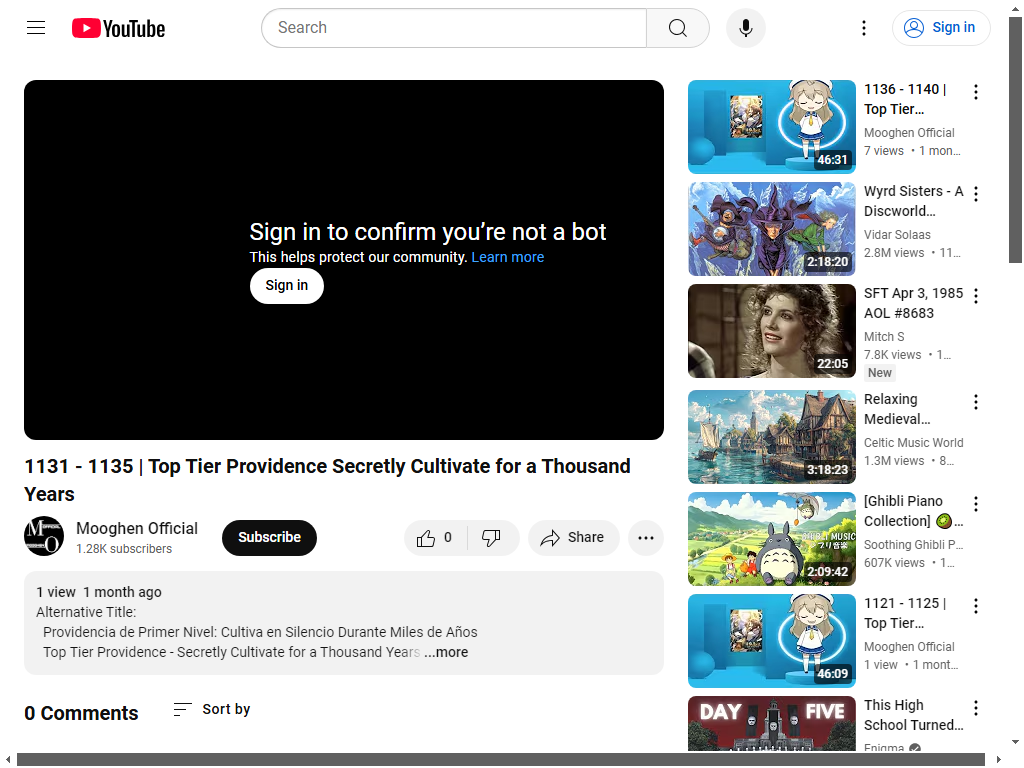 YouTube
Search
Sign in
Sign in to confirm you’re not a bot
This helps protect our community. Learn more
Sign in
1131 - 1135 | Top Tier Providence Secretly Cultivate for a Thousand
Years
Mooghen Official
1.28K subscribers
Subscribe
0
Share
1 view 1 month ago
Alternative Title:
Providencia de Primer Nivel: Cultiva en Silencio Durante Miles de Años
Top Tier Providence - Secretly Cultivate for a Thousand Years ...more
0 Comments
Sort by
46:31
1136 - 1140 |
Top Tier…
Mooghen Official
7 views • 1 mon…
2:18:20
Wyrd Sisters - A
Discworld…
Vidar Solaas
2.8M views • 11…
22:05
SFT Apr 3, 1985
AOL #8683
Mitch S
7.8K views • 1…
New
3:18:23
Relaxing
Medieval…
Celtic Music World
1.3M views • 8…
GHIBLI MUSIC
2:09:42
[Ghibli Piano
Collection] 🥝…
Soothing Ghibli P…
607K views • 1…
46:09
1121 - 1125 |
Top Tier…
Mooghen Official
1 view • 1 mont…
DAY FIVE
This High
School Turned…
Enigma